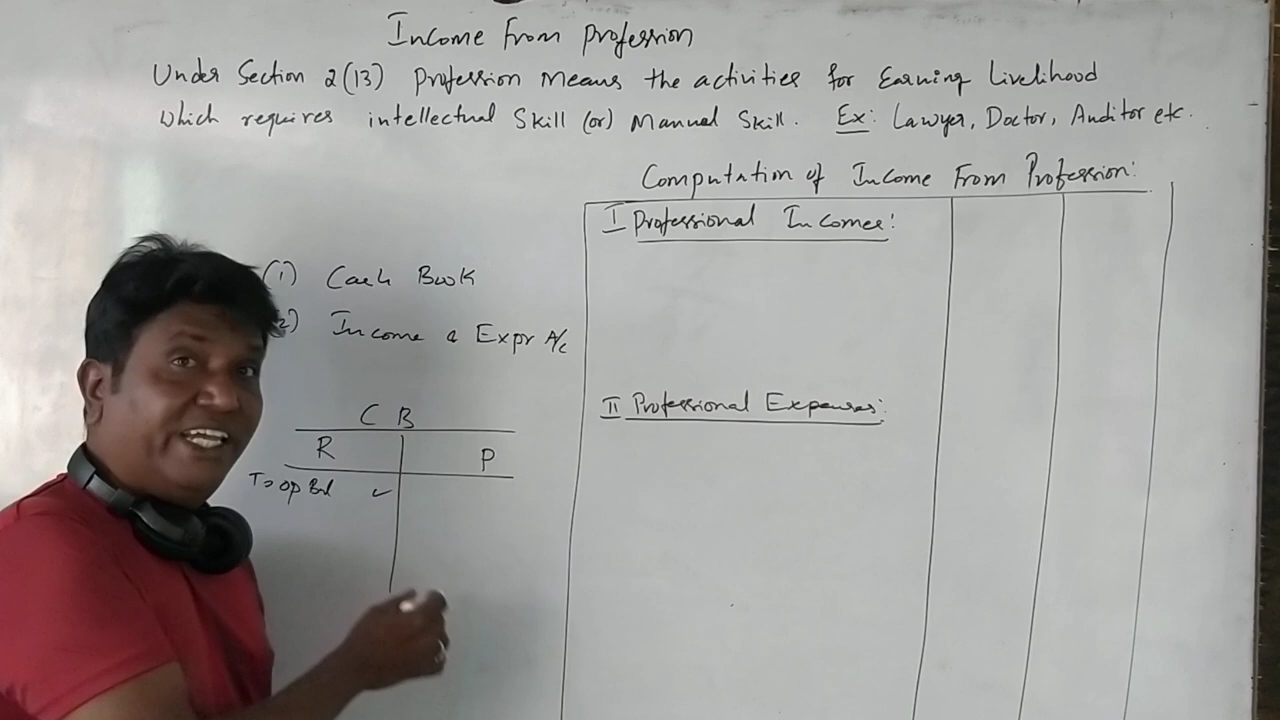 Income From Profession
Under Section 2(13) Profession Means the activities for Earning Livelihood
which requires intellectual Skill (or) Manual Skill. Ex: Lawyer, Doctor, Auditor etc.
Computation of Income From Profession:
I Professional Incomes:
(1) Cash Book
2) Income & Expr A/c
II Professional Expenses:
C B
R P
To op Bal